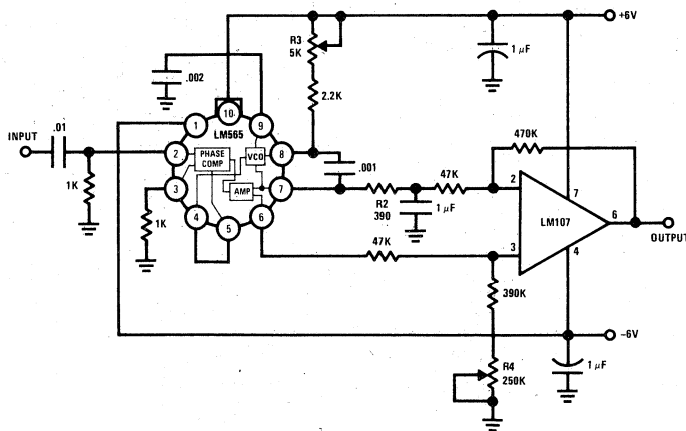 +6V
R3
5K
1 μF
.002
2.2K
10
1
9
LM565
INPUT
.01
2
PHASE
COMP
VCO
8
.001
470K
1K
3
AMP
7
R2
390
1 μF
47K
2
7
LM107
6
OUTPUT
1K
4
5
6
47K
3
4
390K
-6V
R4
250K
1 μF